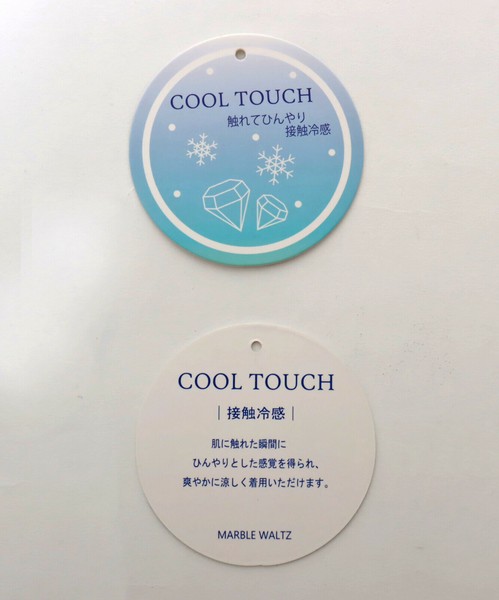 COOL TOUCH
触れてひんやり
接触冷感
COOL TOUCH
｜接触冷感｜
肌に触れた瞬間に
ひんやりとした感覚を得られ、
爽やかに涼しく着用いただけます。
MARBLE WALTZ